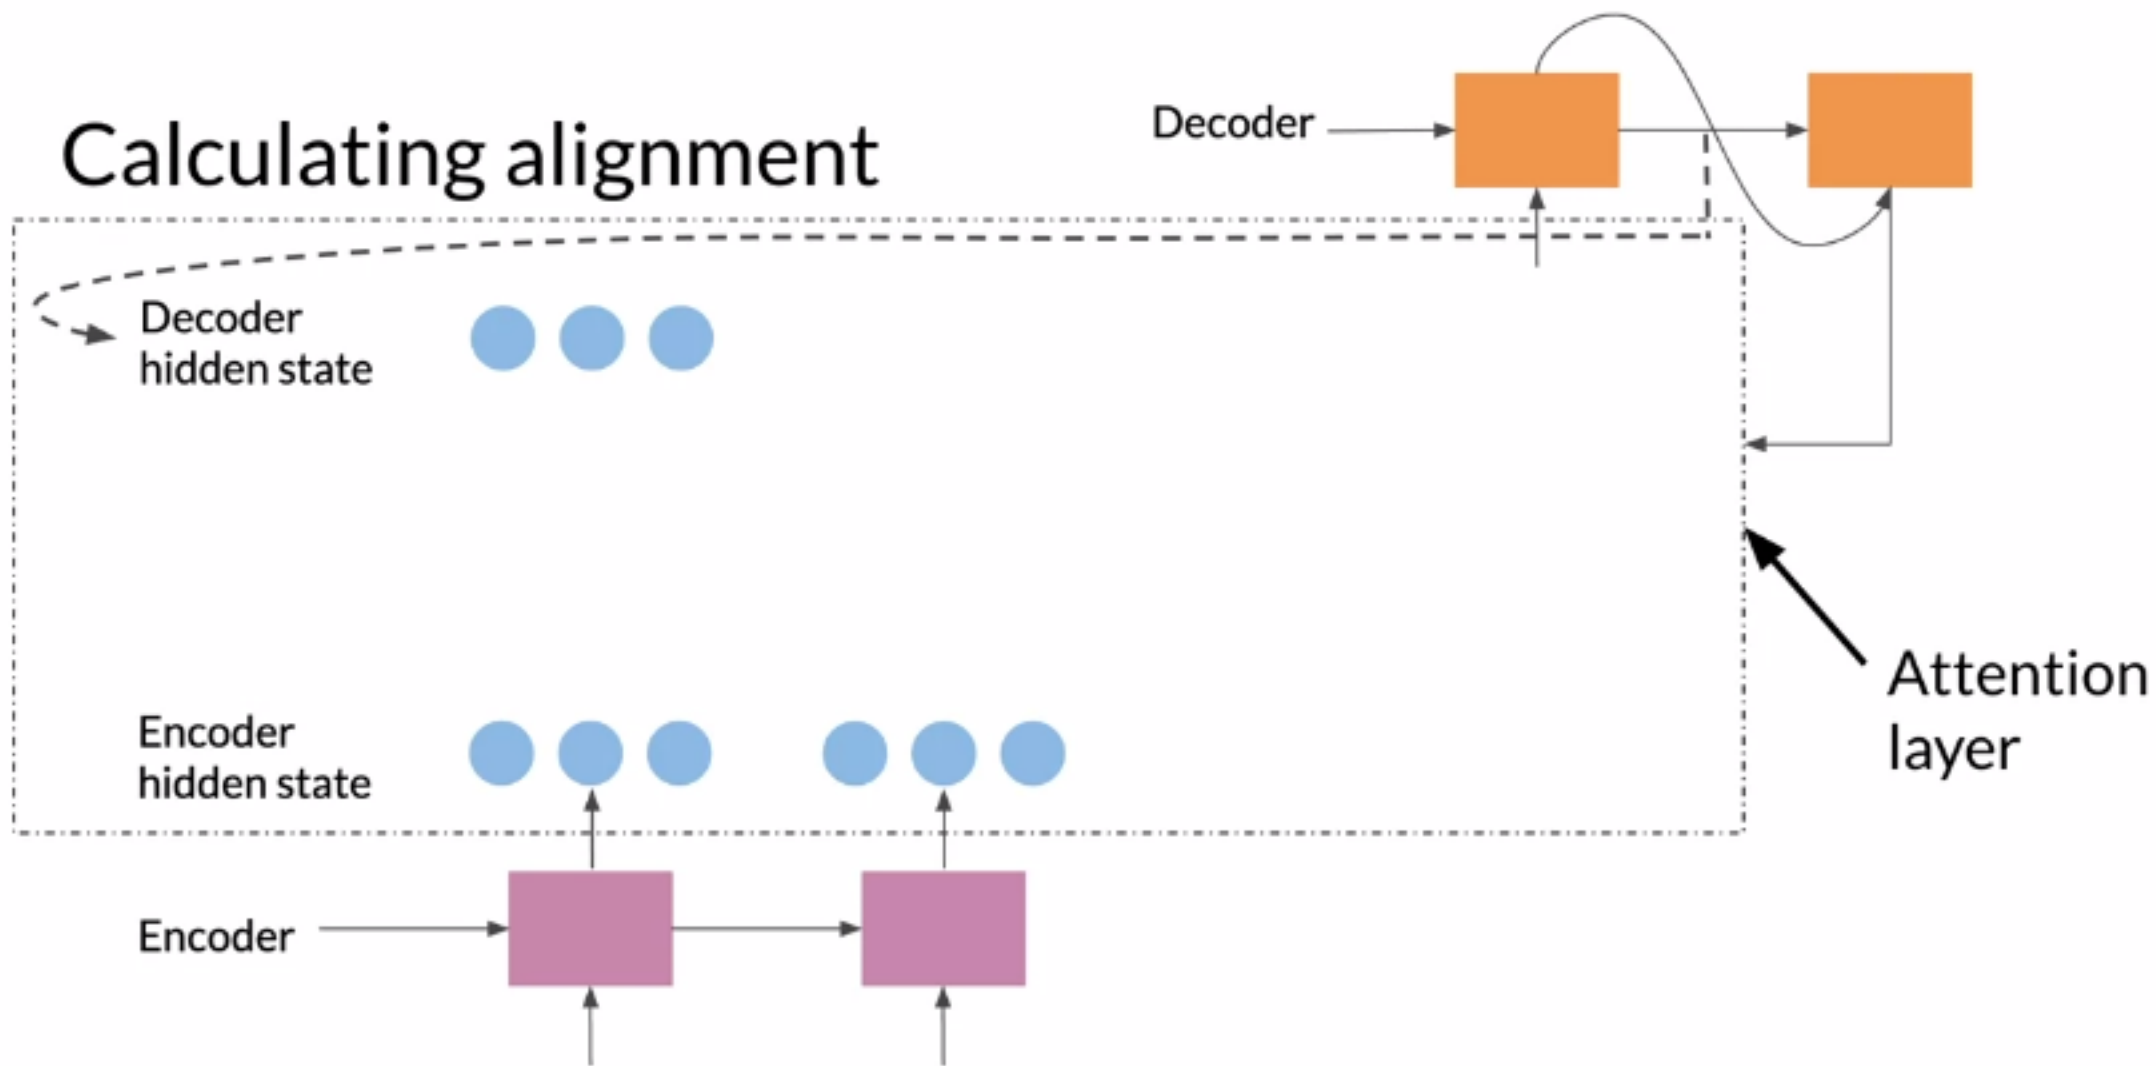 Calculating alignment
Decoder
Decoder
hidden state
Attention
layer
Encoder
hidden state
Encoder